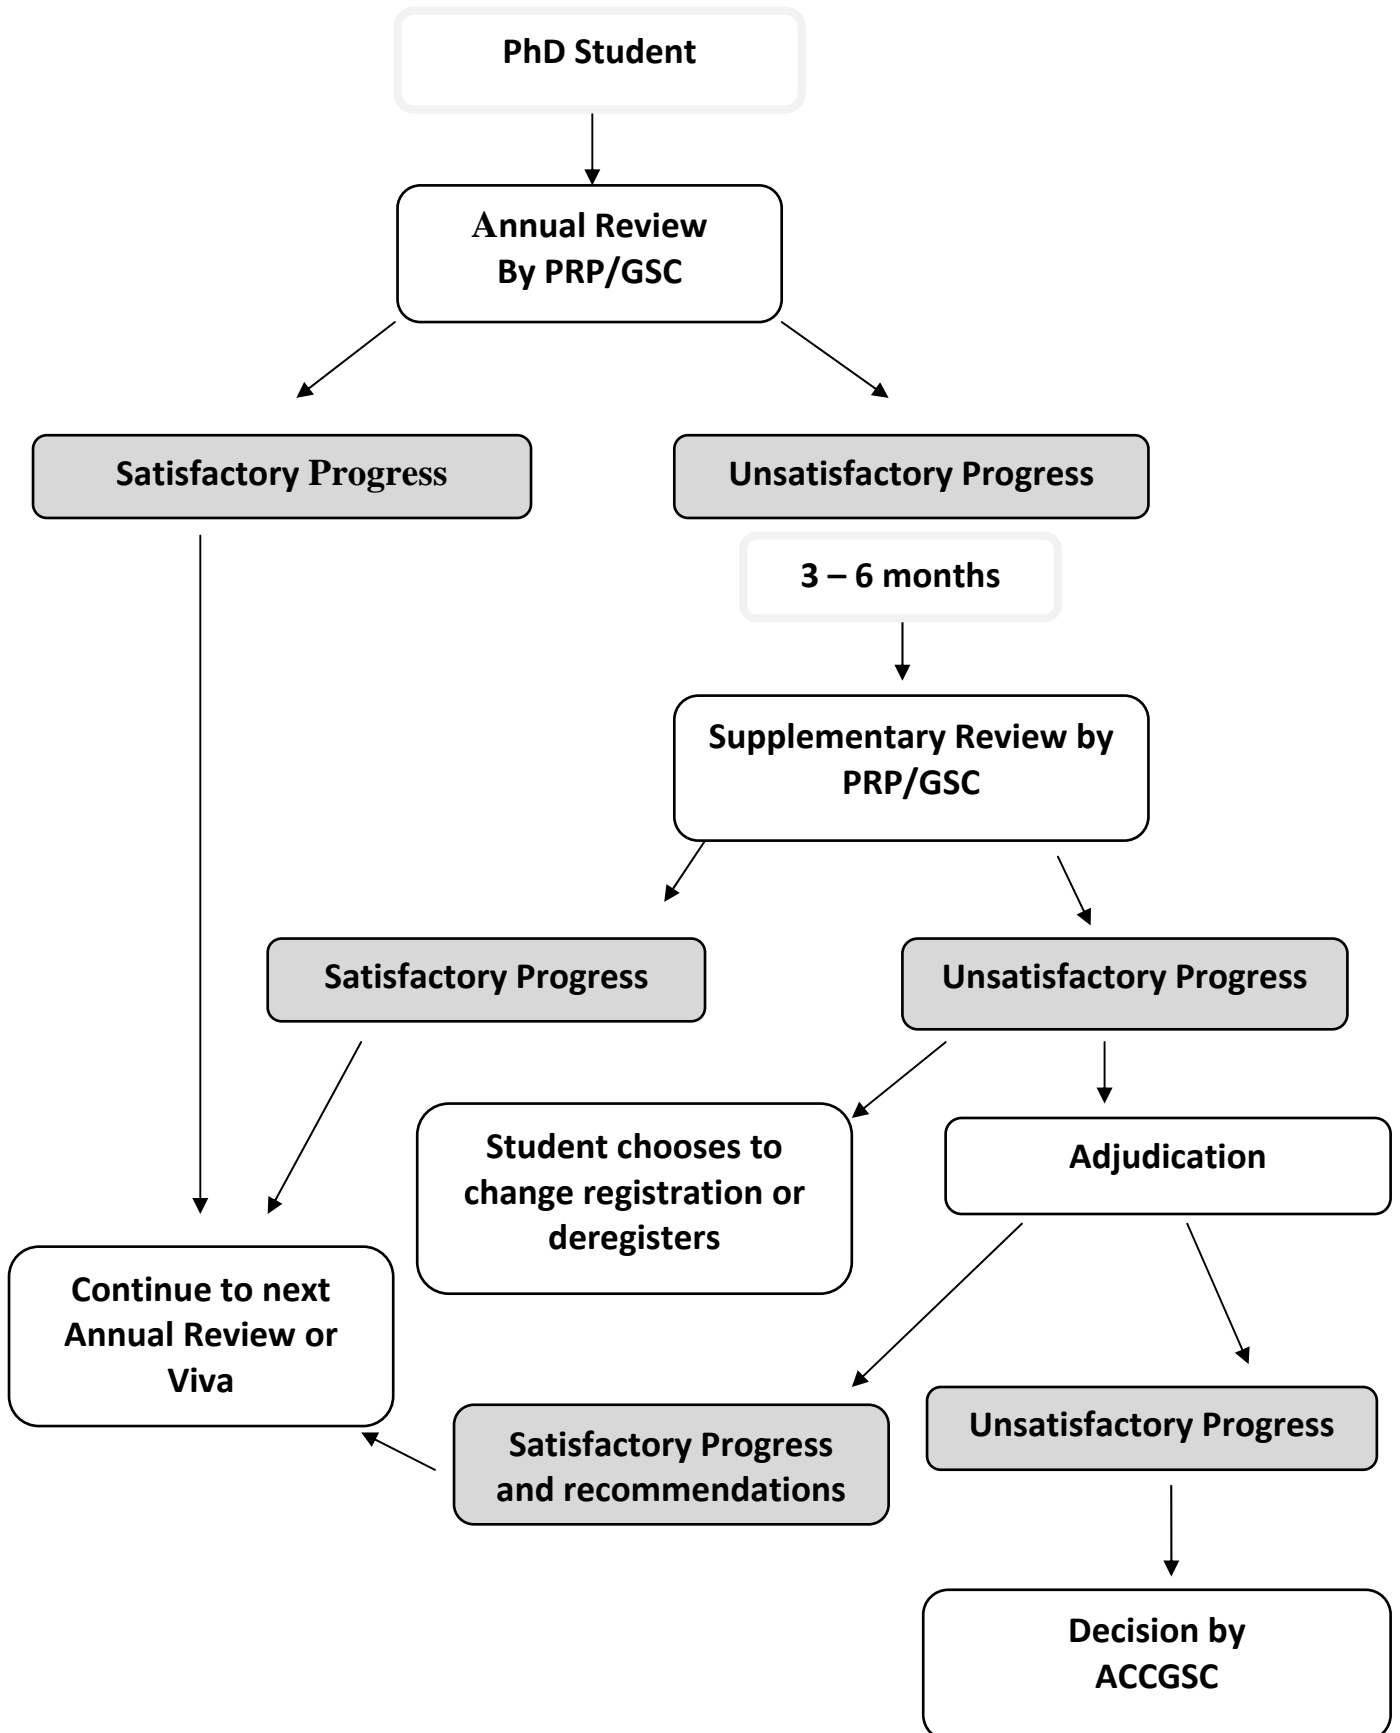 PhD Student
Annual Review
By PRP/GSC
Satisfactory Progress
Unsatisfactory Progress
3 – 6 months
Supplementary Review by
PRP/GSC
Satisfactory Progress
Unsatisfactory Progress
Student chooses to
change registration or
deregisters
Adjudication
Continue to next
Annual Review or
Viva
Satisfactory Progress
and recommendations
Unsatisfactory Progress
Decision by
ACCGSC